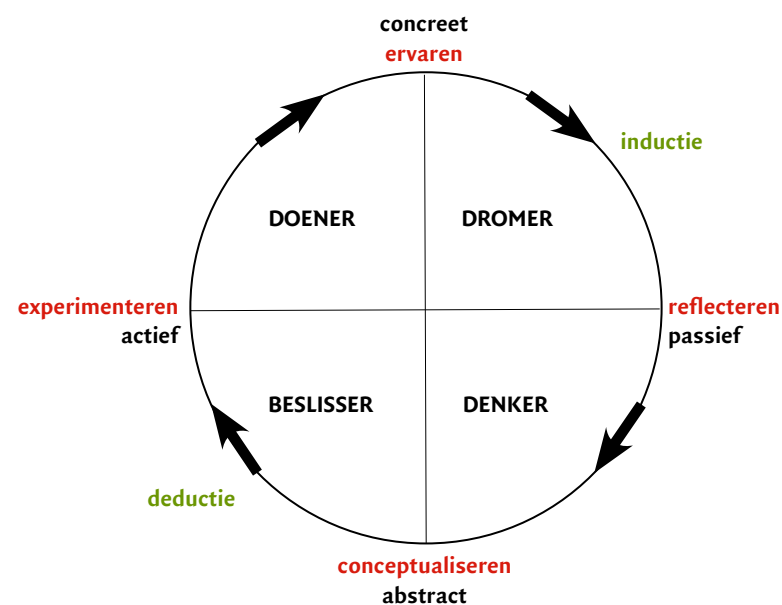 concreet
ervaren
inductie
DOENER
DROMER
experimenteren
actief
reflecteren
passief
BESLISSER
DENKER
deductie
conceptualiseren
abstract